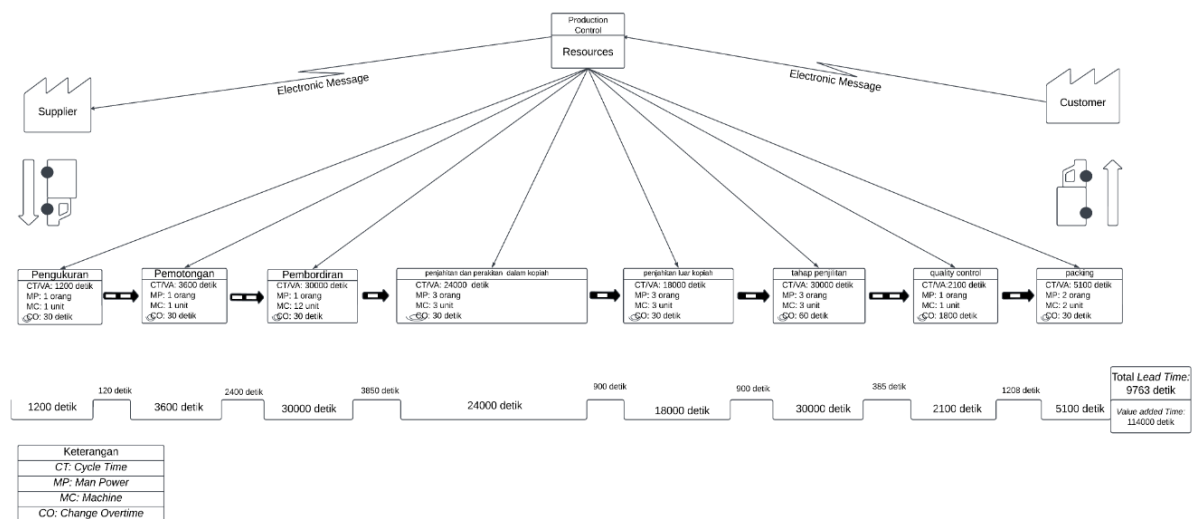 Production
Control
Resources
Electronic Message
Electronic Message
Supplier
Customer
Pengukuran
CT/VA: 1200 detik
MP: 1 orang
MC: 1 unit
CO: 30 detik
Pemotongan
CT/VA: 3600 detik
MP: 1 orang
MC: 1 unit
CO: 30 detik
Pembordiran
CT/VA: 30000 detik
MP: 1 orang
MC: 12 unit
CO: 30 detik
penjahitan dan perakitan dalam kopiah
CT/VA: 24000 detik
MP: 3 orang
MC: 3 unit
CO: 30 detik
penjahitan luar kopiah
CT/VA: 18000 detik
MP: 3 orang
MC: 3 unit
CO: 30 detik
tahap penjilitan
CT/VA: 30000 detik
MP: 3 orang
MC: 3 unit
CO: 60 detik
quality control
CT/VA:2100 detik
MP: 1 orang
MC: 1 unit
CO: 1800 detik
packing
CT/VA: 5100 detik
MP: 2 orang
MC: 2 unit
CO: 30 detik
120 detik
2400 detik
3850 detik
900 detik
900 detik
385 detik
1208 detik
1200 detik
3600 detik
30000 detik
24000 detik
18000 detik
30000 detik
2100 detik
5100 detik
Total Lead Time:
9763 detik
Value added Time:
114000 detik
Keterangan
CT: Cycle Time
MP: Man Power
MC: Machine
CO: Change Overtime